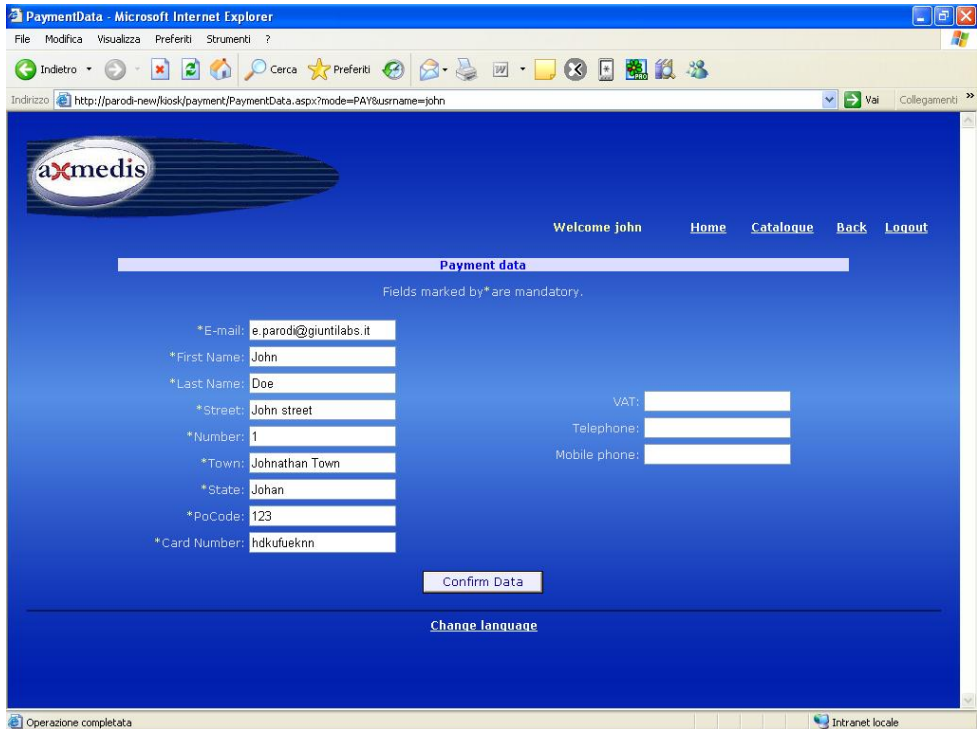 PaymentData - Microsoft Internet Explorer
File Modifica Visualizza Preferiti Strumenti ?
Indietro Cerca Preferiti
Indirizzo http://parodi-new/kiosk/payment/PaymentData.aspx?mode=PAY&usrname=john Vai Collegamenti »
axmedis
Welcome john Home Catalogue Back Logout
Payment data
Fields marked by*are mandatory.
*E-mail: e.parodi@giuntilabs.it
*First Name: John
*Last Name: Doe
*Street: John street
*Number: 1
*Town: Johnathan Town
*State: Johan
*PoCode: 123
*Card Number: hdkufueknn
VAT:
Telephone:
Mobile phone:
Confirm Data
Change language
Operazione completata Intranet locale